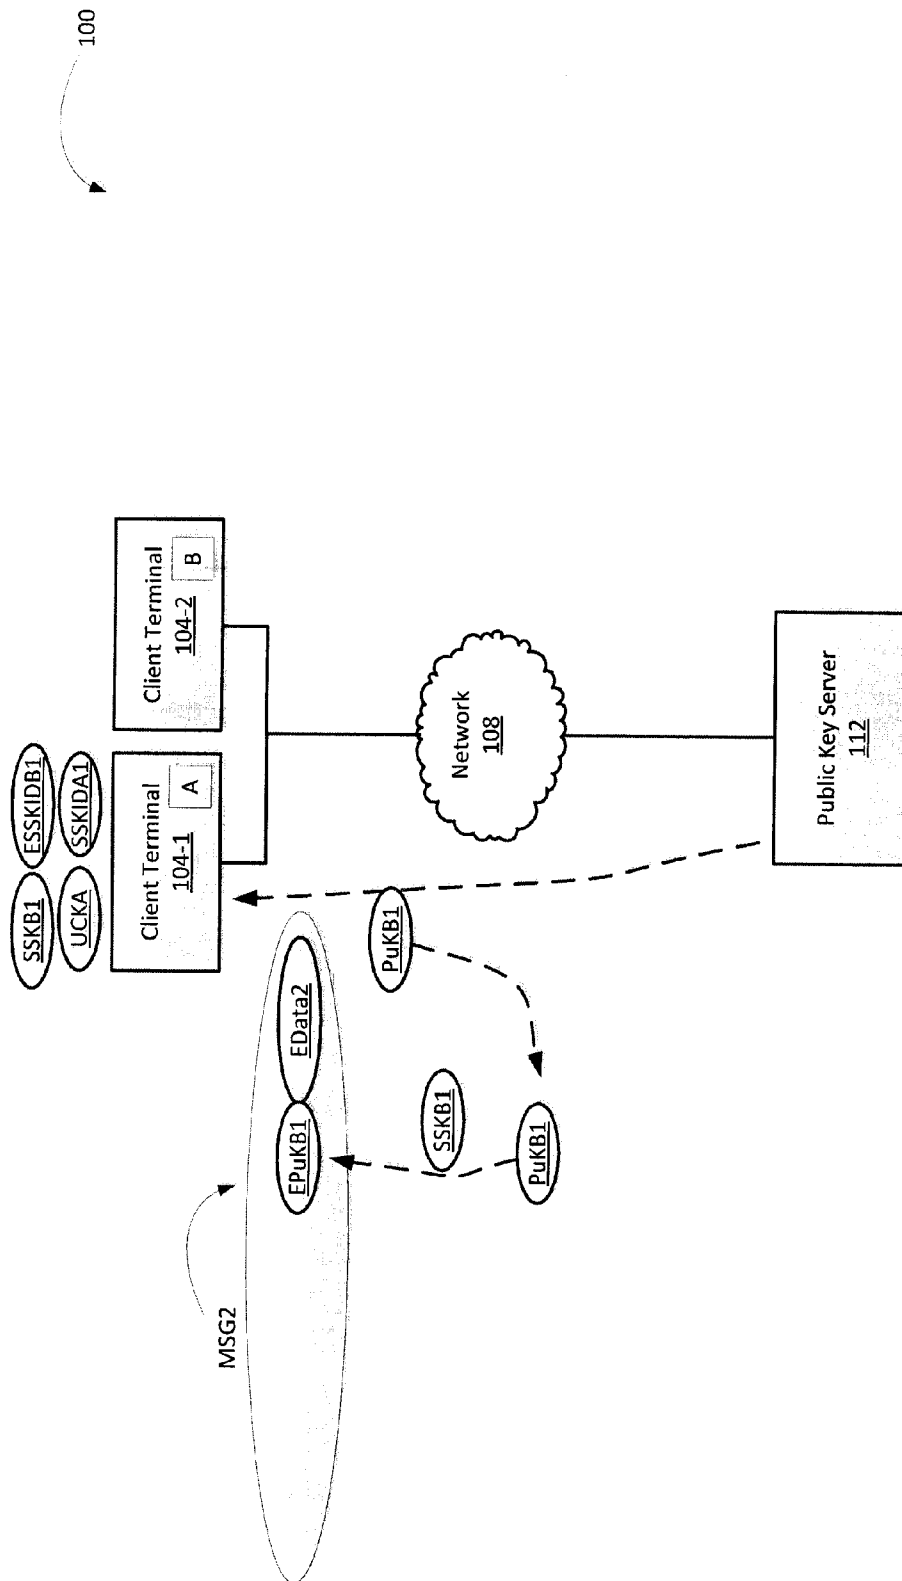 100
SSKB1
ESSKIDB1
UCKA
SSKIDA1
Client Terminal
104-1
A
Client Terminal
104-2
B
MSG2
EPuKB1
EData2
PuKB1
SSKB1
PuKB1
Network
108
Public Key Server
112